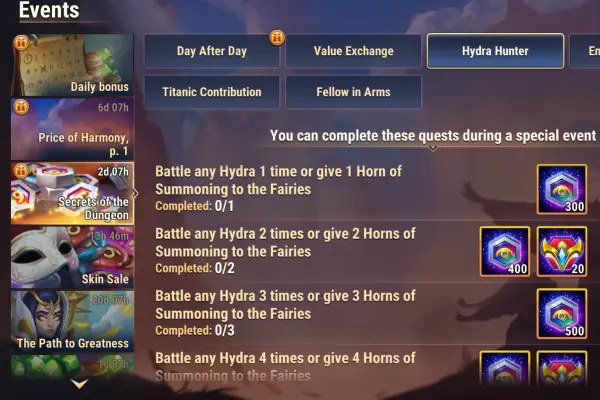 Events
Daily bonus
6d 07h
Price of Harmony,
p. 1
2d 07h
Secrets of the
Dungeon
Skin Sale
20d 07h
The Path to Greatness
Day After Day
Value Exchange
Hydra Hunter
Titanic Contribution
Fellow in Arms
You can complete these quests during a special event
Battle any Hydra 1 time or give 1 Horn of
Summoning to the Fairies
Completed: 0/1
300
Battle any Hydra 2 times or give 2 Horns of
Summoning to the Fairies
Completed: 0/2
400
20
Battle any Hydra 3 times or give 3 Horns of
Summoning to the Fairies
Completed: 0/3
500
Battle any Hydra 4 times or give 4 Horns of
Summoning to the Fairies